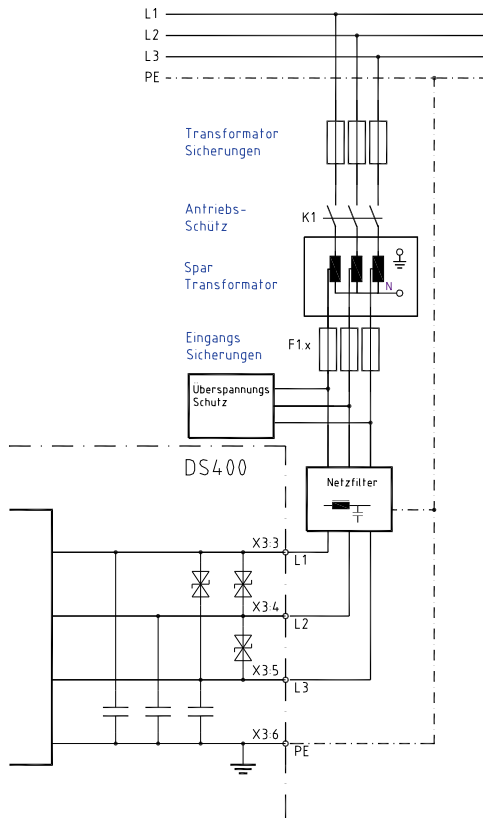 L1
L2
L3
PE
Transformator
Sicherungen
Antriebs-
Schütz
K1
Spar
Transformator
N
Eingangs
Sicherungen
F1.x
Überspannungs
Schutz
DS400
Netzfilter
X3:3
L1
X3:4
L2
X3:5
L3
X3:6
PE